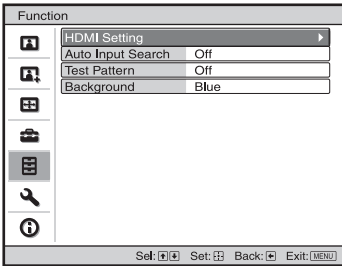 Function
HDMI Setting
Auto Input Search Off
Test Pattern Off
Background Blue
Sel: Set: Back: Exit: MENU